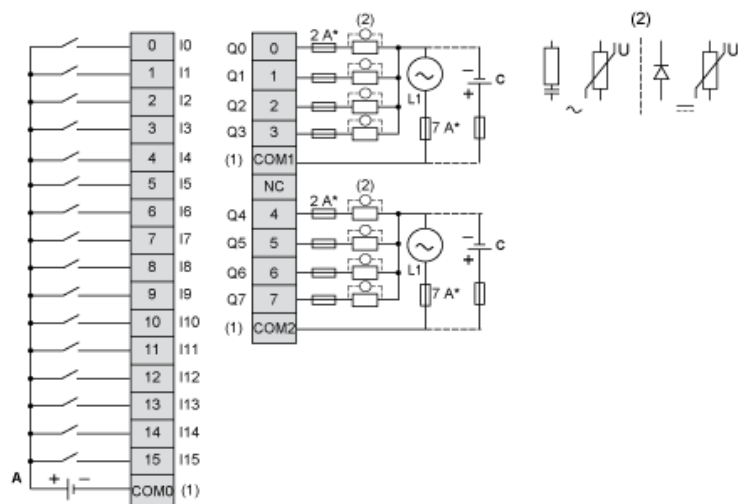 (2)
0 I0
1 I1
2 I2
3 I3
4 I4
5 I5
6 I6
7 I7
8 I8
9 I9
10 I10
11 I11
12 I12
13 I13
14 I14
15 I15
A + − COM0 (1)
2 A* (2)
Q0 0
Q1 1
Q2 2
Q3 3
(1) COM1
L1
7 A*
− + C
NC
2 A* (2)
Q4 4
Q5 5
Q6 6
Q7 7
(1) COM2
L1
7 A*
− + C
U U